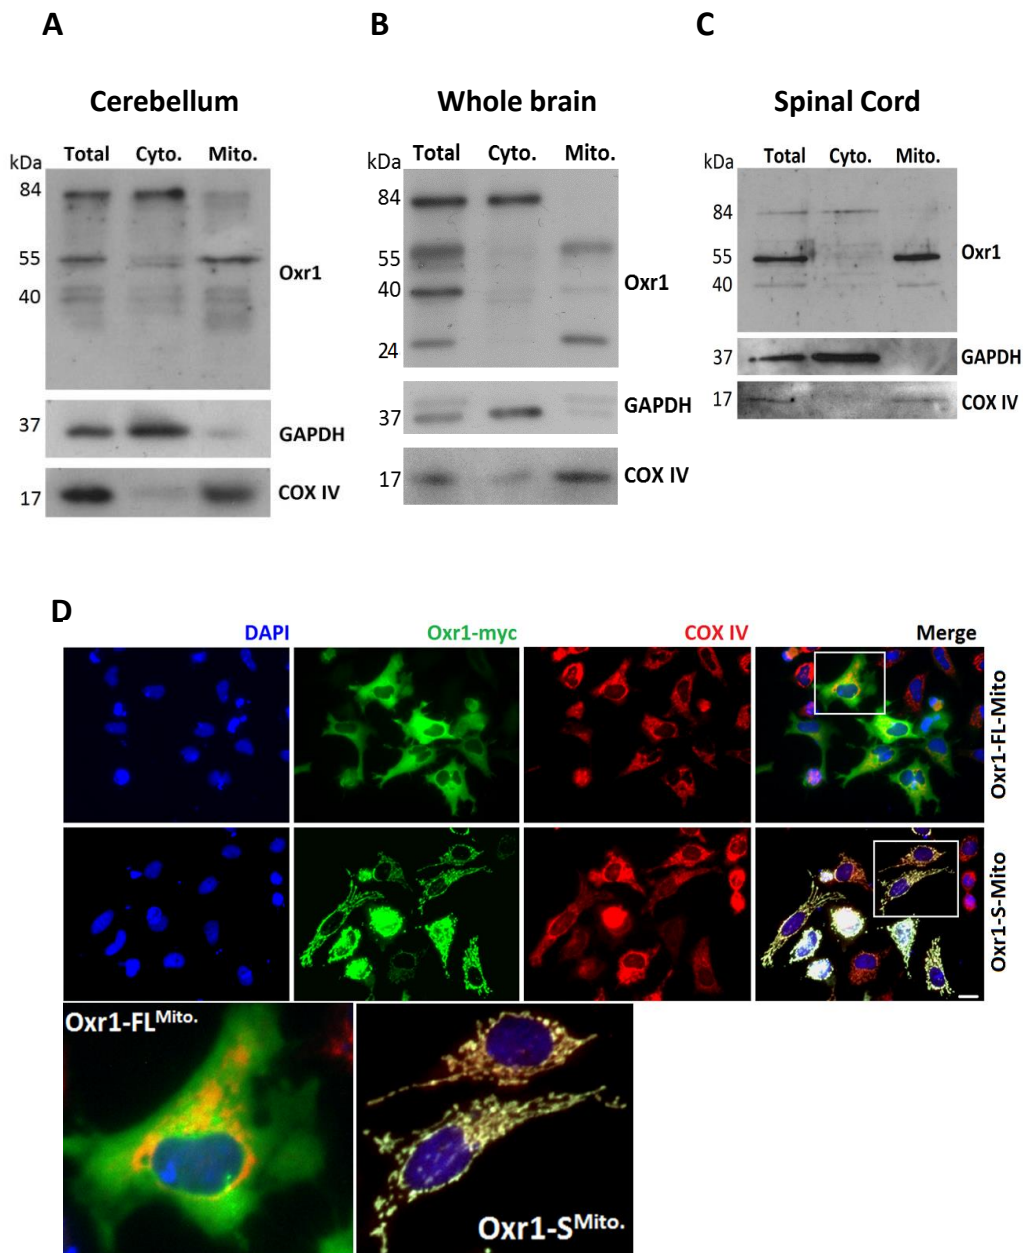 A
B
C
Cerebellum
Whole brain
Spinal Cord
kDa
Total Cyto. Mito.
84
55
40
Oxr1
37
GAPDH
17
COX IV
kDa
Total Cyto. Mito.
84
55
40
24
Oxr1
37
GAPDH
17
COX IV
kDa
Total Cyto. Mito.
84
55
40
Oxr1
37
GAPDH
17
COX IV
D
DAPI
Oxr1-myc
COX IV
Merge
Oxr1-FL-Mito
Oxr1-S-Mito
Oxr1-FLMito.
Oxr1-SMito.